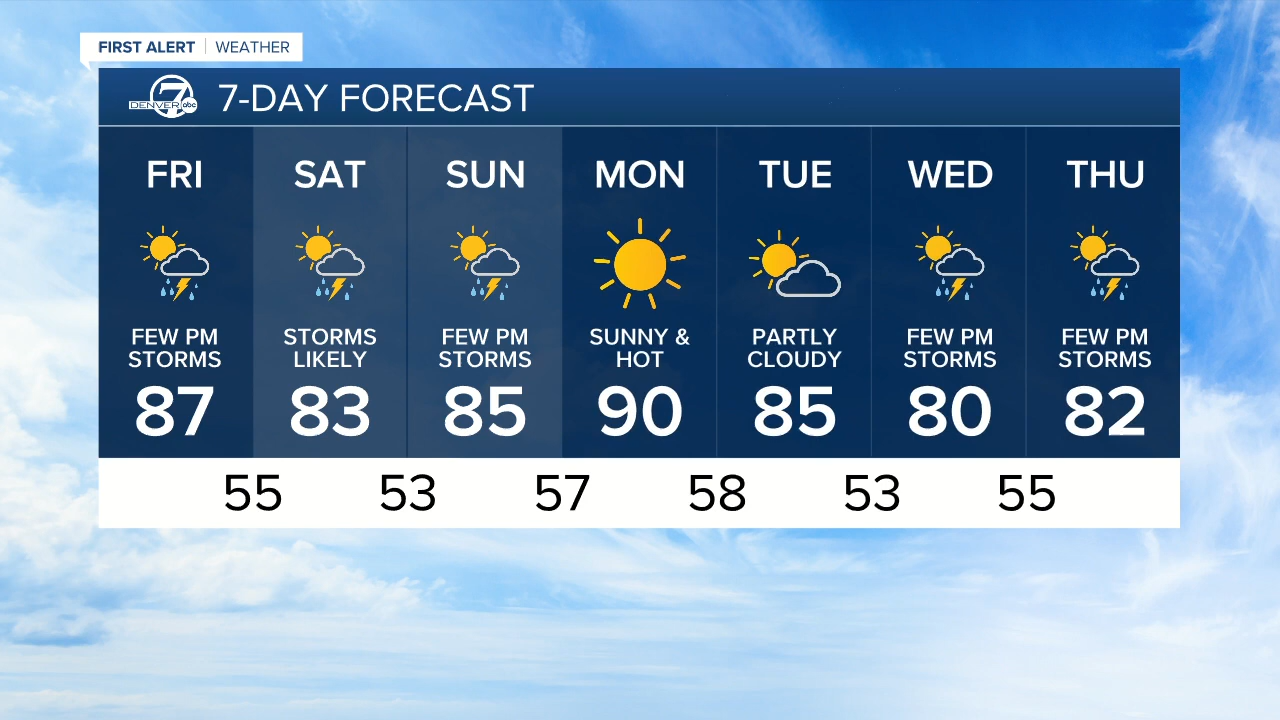 FIRST ALERT | WEATHER
DENVER 7 abc
7-DAY FORECAST
FRI SAT SUN MON TUE WED THU
FEW PM STORMS LIKELY FEW PM SUNNY & PARTLY FEW PM FEW PM
STORMS LIKELY STORMS HOT CLOUDY STORMS STORMS
87 83 85 90 85 80 82
55 53 57 58 53 55